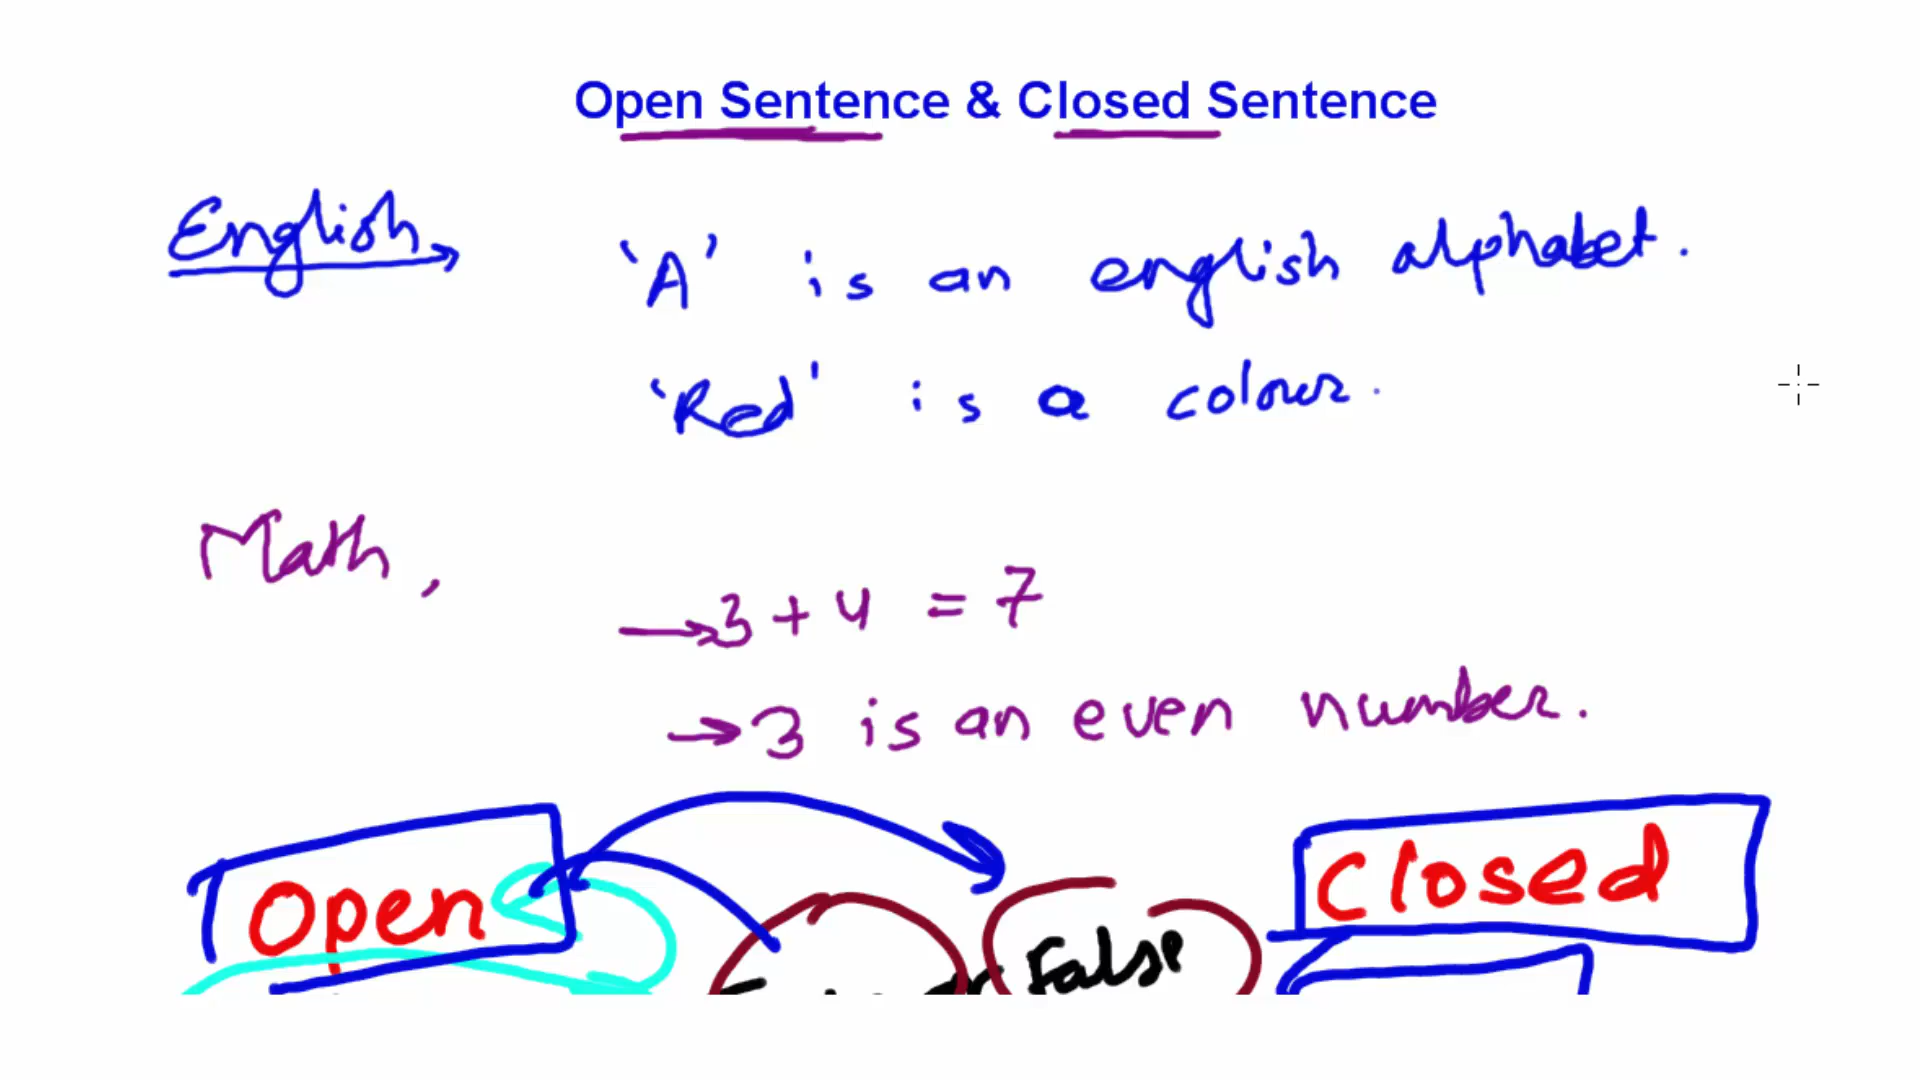 Open Sentence & Closed Sentence
English
'A' is an english alphabet.
'Red' is a colour.
Math,
3 + 4 = 7
3 is an even number.
Open
False
Closed